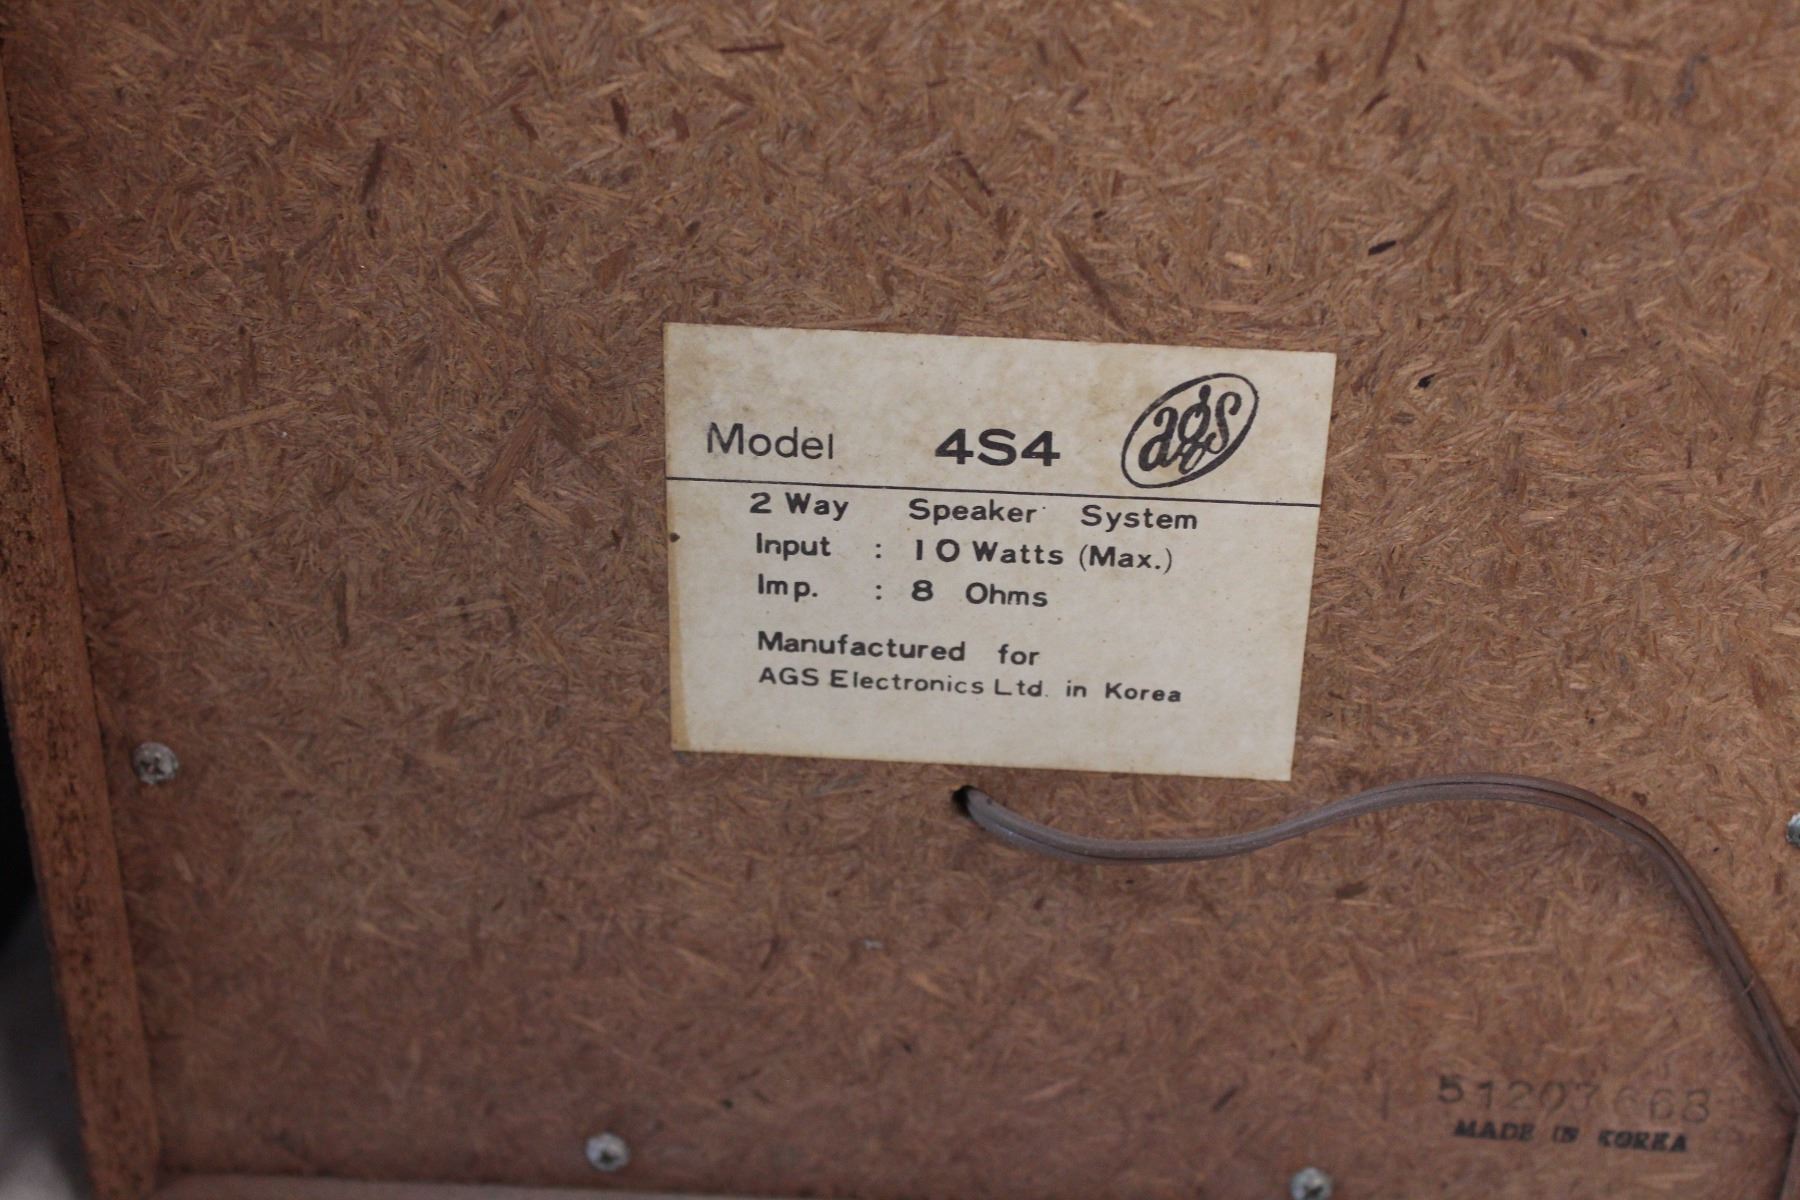 Model 4S4 ags
2 Way Speaker System
Input : 10 Watts (Max.)
Imp. : 8 Ohms
Manufactured for
AGS Electronics Ltd. in Korea
51207668
MADE IN KOREA